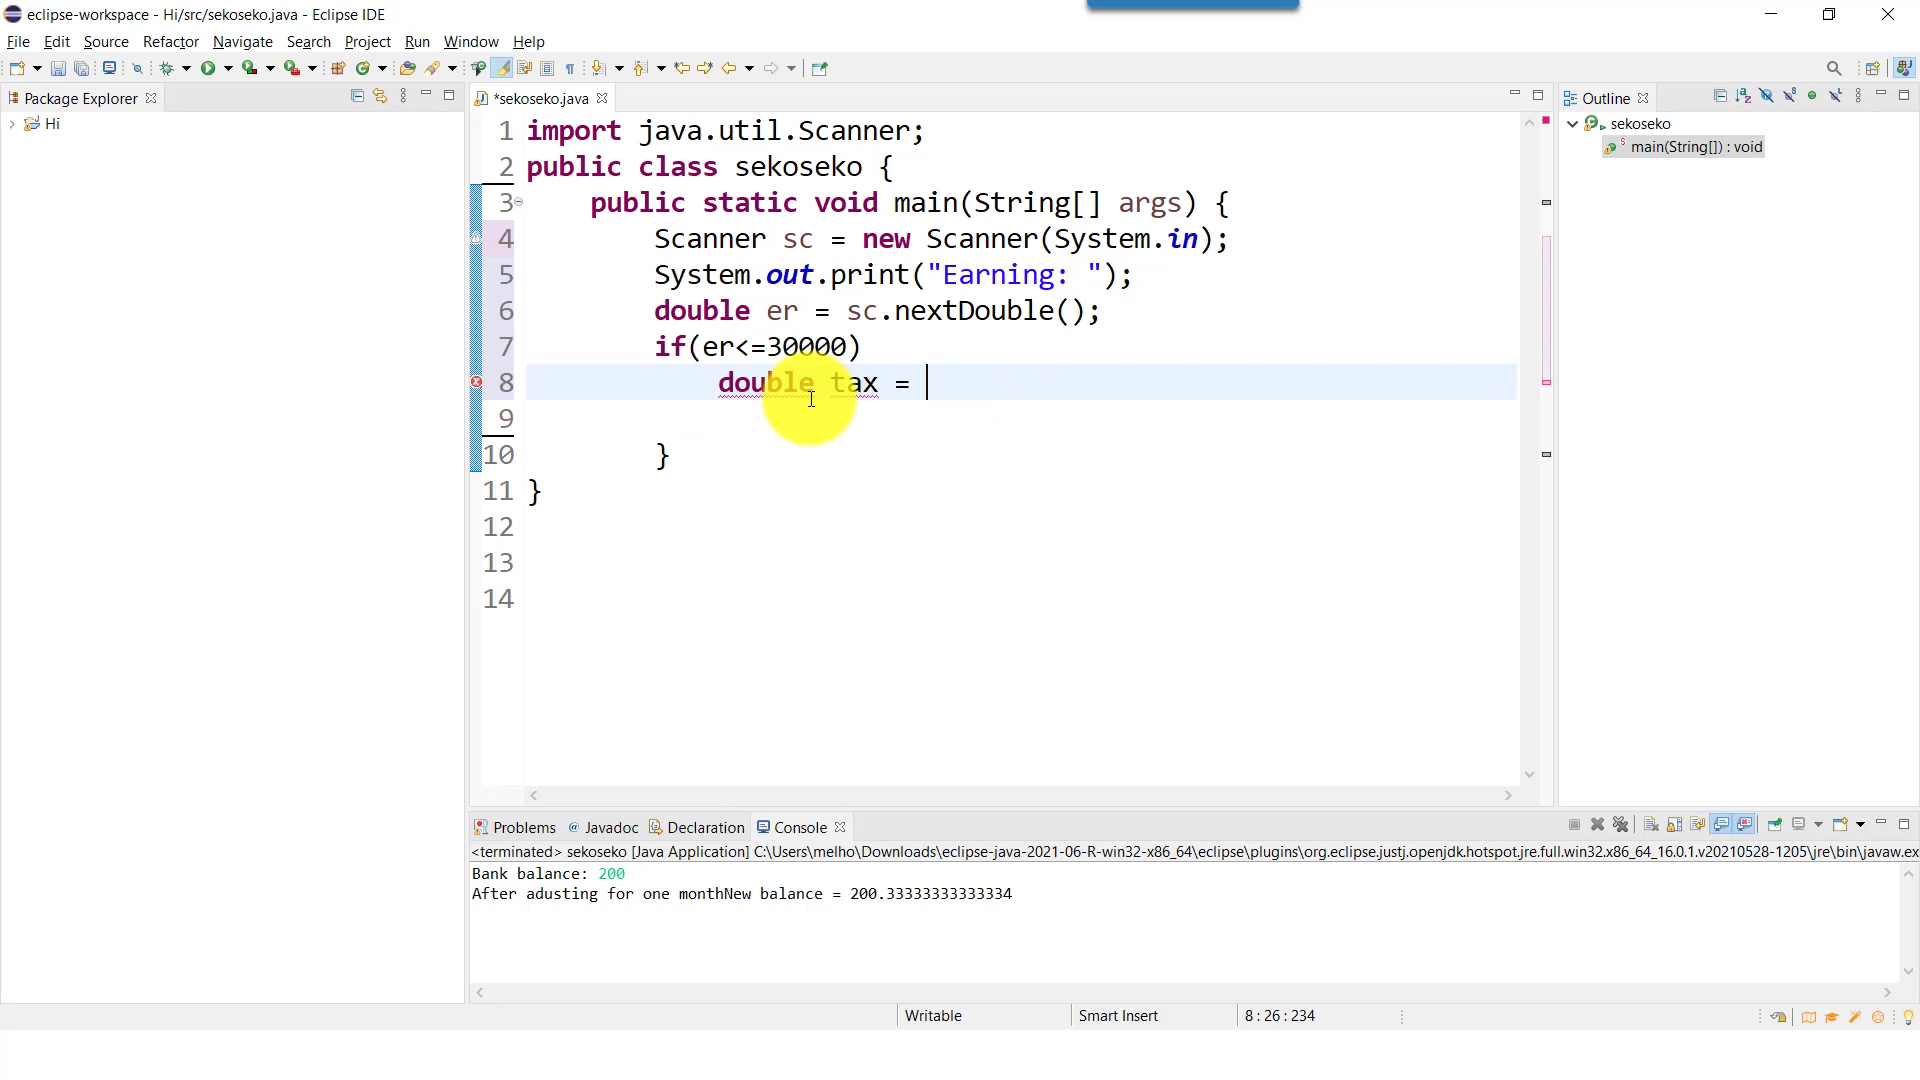 eclipse-workspace - Hi/src/sekoseko.java - Eclipse IDE
File Edit Source Refactor Navigate Search Project Run Window Help
Package Explorer
Hi
*sekoseko.java
1 import java.util.Scanner;
2 public class sekoseko {
3 public static void main(String[] args) {
4 Scanner sc = new Scanner(System.in);
5 System.out.print("Earning: ");
6 double er = sc.nextDouble();
7 if(er<=30000)
8 double tax =
9
10 }
11 }
12
13
14
Outline
sekoseko
main(String[]) : void
Problems Javadoc Declaration Console
<terminated> sekoseko [Java Application] C:\Users\melho\Downloads\eclipse-java-2021-06-R-win32-x86_64\eclipse\plugins\org.eclipse.justj.openjdk.hotspot.jre.full.win32.x86_64_16.0.1.v20210528-1205\jre\bin\javaw.ex
Bank balance: 200
After adusting for one monthNew balance = 200.33333333333334
Writable Smart Insert 8 : 26 : 234